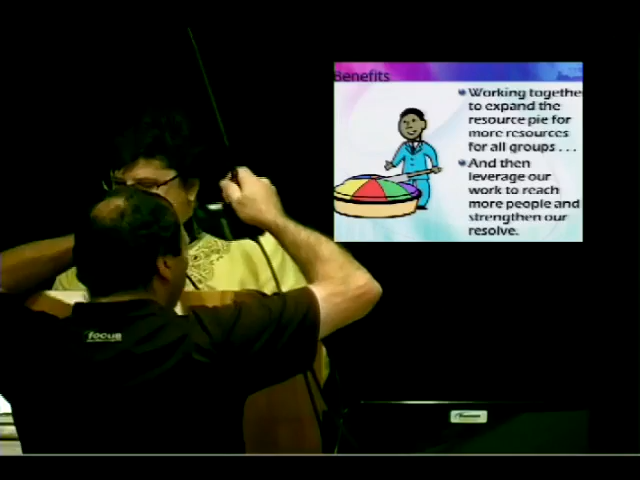 Benefits
Working togethe
to expand the
resource pie for
more resources
for all groups . . .
And then
leverage our
work to reach
more people and
strengthen our
resolve.
focus